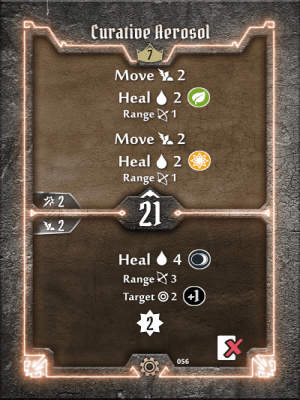 Curative Aerosol
7
Move 2
Heal 2
Range 1
Move 2
Heal 2
Range 1
2
21
2
Heal 4
Range 3
Target 2 +1
2
056